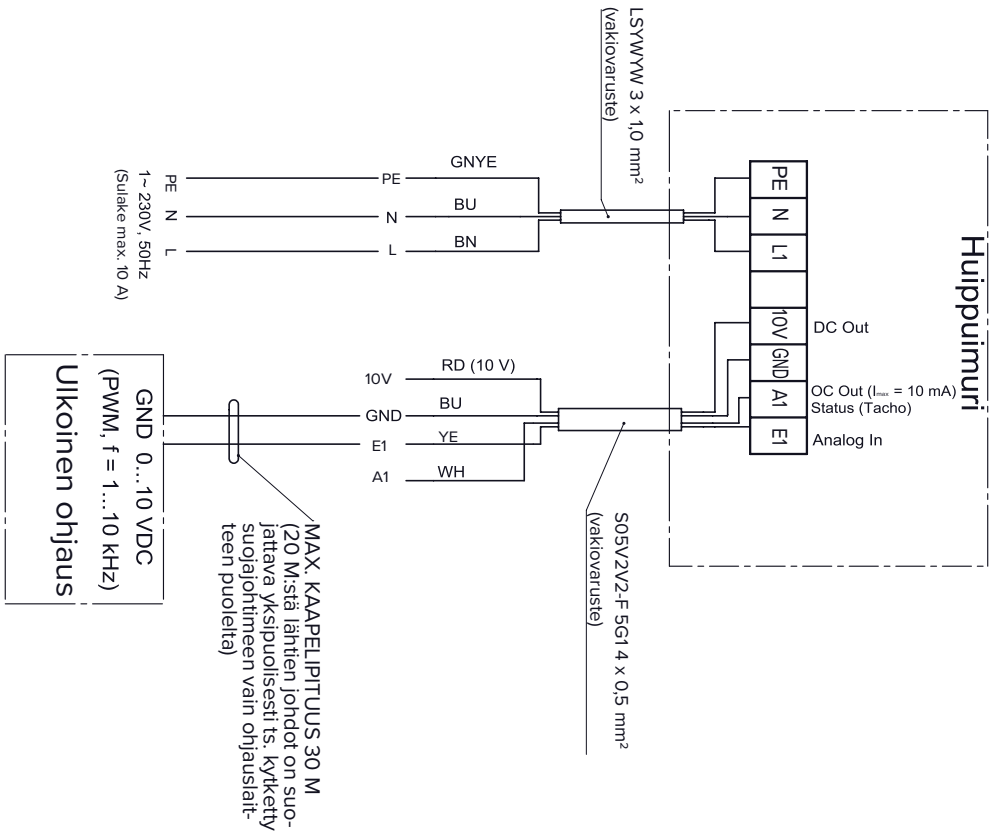 Huippuimuri
LSYWYW 3 x 1,0 mm²
(vakiovaruste)
PE
N
L1
10V
GND
A1
E1
DC Out
OC Out (Imax = 10 mA)
Status (Tacho)
Analog In
GNYE
PE
BU
N
BN
L
PE
N
L
1~ 230V, 50Hz
(Sulake max. 10 A)
RD (10 V)
10V
BU
GND
YE
E1
WH
A1
S05V2V2-F 5G1 4 x 0,5 mm²
(vakiovaruste)
GND 0...10 VDC
(PWM, f = 1...10 kHz)
Ulkoinen ohjaus
MAX. KAAPELIPITUUS 30 M
(20 M:stä lähtien johdot on suo-
jattava yksipuolisesti ts. kytketty
suojajohtimeen vain ohjauslait-
teen puolelta)